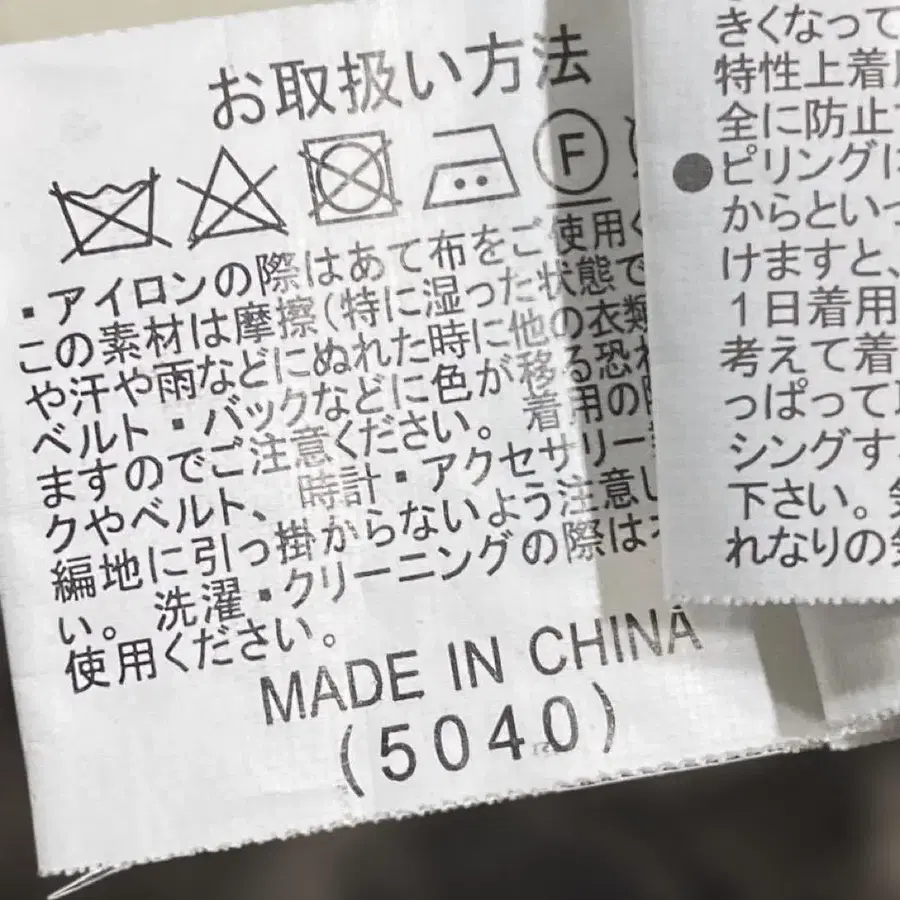 お取扱い方法
F
・アイロンの際はあて布をご使用く
この素材は摩擦(特に湿った状態で
や汗や雨などにぬれた時に他の衣類
ベルト・バックなどに色が移る恐れ
ますのでご注意ください。着用の際
クやベルト、時計・アクセサリー
編地に引っ掛からないよう注意し
い。洗濯・クリーニングの際はネ
使用ください。
MADE IN CHINA
(5040)
きくなって
特性上着用
全に防止
●ピリングに
からといっ
けますと、
1日着用
考えて着
っぱって
シングす
下さい。
れなりの